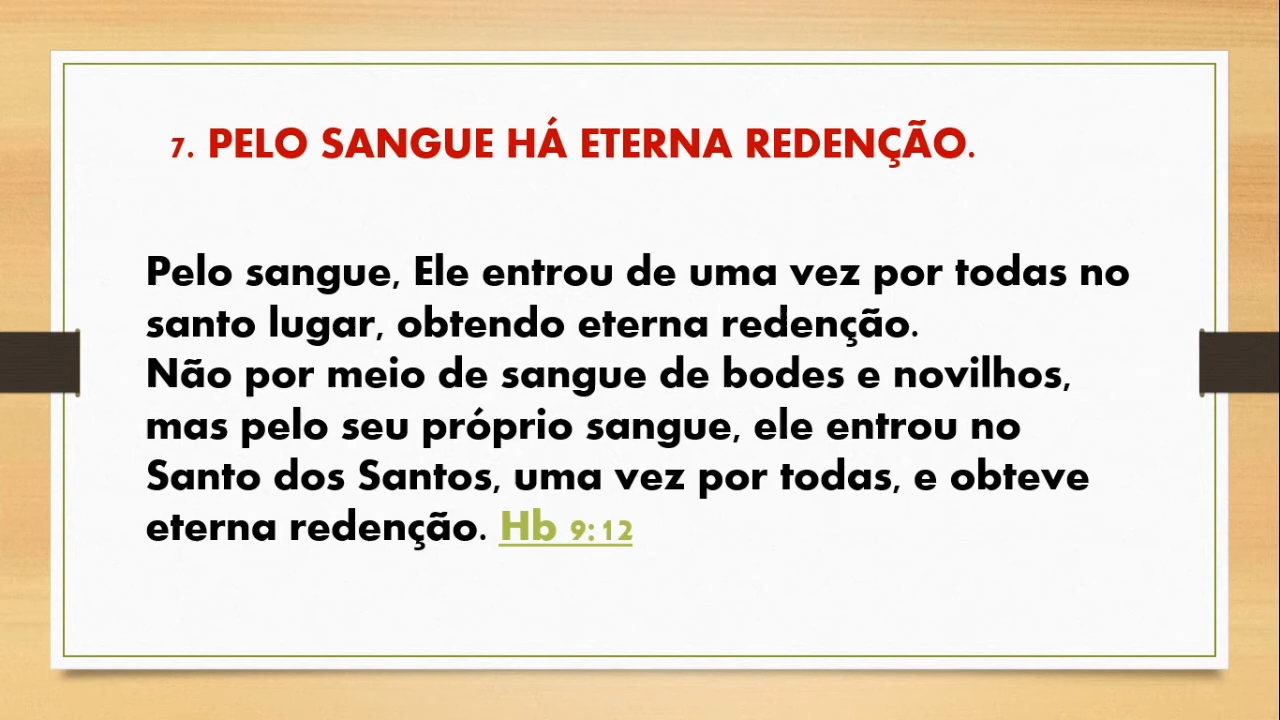 7. PELO SANGUE HÁ ETERNA REDENÇÃO.
Pelo sangue, Ele entrou de uma vez por todas no
santo lugar, obtendo eterna redenção.
Não por meio de sangue de bodes e novilhos,
mas pelo seu próprio sangue, ele entrou no
Santo dos Santos, uma vez por todas, e obteve
eterna redenção. Hb 9:12